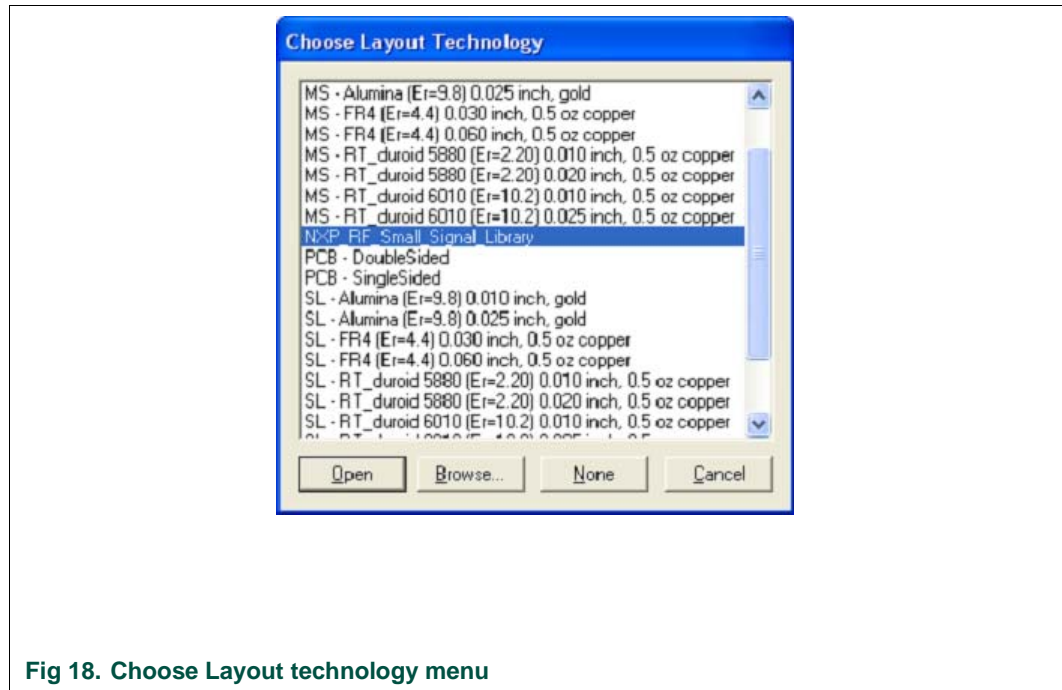 Choose Layout Technology
MS - Alumina (Er=9.8) 0.025 inch, gold
MS - FR4 (Er=4.4) 0.030 inch, 0.5 oz copper
MS - FR4 (Er=4.4) 0.060 inch, 0.5 oz copper
MS - RT_duroid 5880 (Er=2.20) 0.010 inch, 0.5 oz copper
MS - RT_duroid 5880 (Er=2.20) 0.020 inch, 0.5 oz copper
MS - RT_duroid 6010 (Er=10.2) 0.010 inch, 0.5 oz copper
MS - RT_duroid 6010 (Er=10.2) 0.025 inch, 0.5 oz copper
NXP_RF_Small_Signal_Library
PCB - DoubleSided
PCB - SingleSided
SL - Alumina (Er=9.8) 0.010 inch, gold
SL - Alumina (Er=9.8) 0.025 inch, gold
SL - FR4 (Er=4.4) 0.030 inch, 0.5 oz copper
SL - FR4 (Er=4.4) 0.060 inch, 0.5 oz copper
SL - RT_duroid 5880 (Er=2.20) 0.010 inch, 0.5 oz copper
SL - RT_duroid 5880 (Er=2.20) 0.020 inch, 0.5 oz copper
SL - RT_duroid 6010 (Er=10.2) 0.010 inch, 0.5 oz copper
Open Browse... None Cancel
Fig 18. Choose Layout technology menu